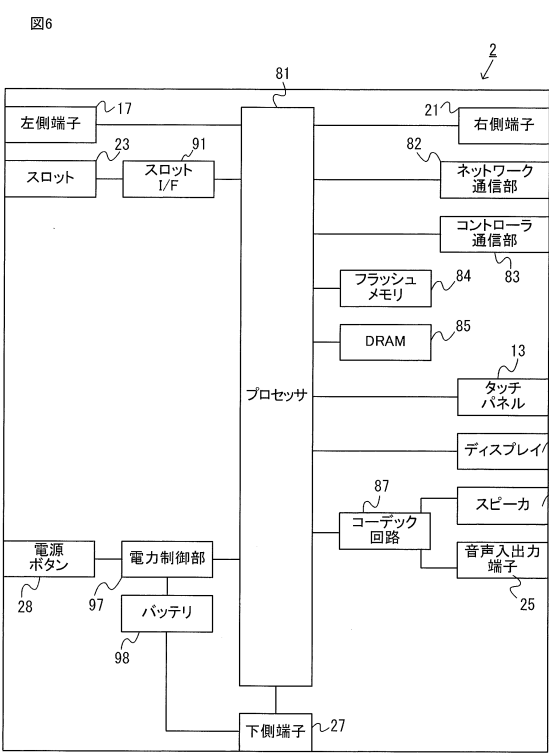 図6
2
81
左側端子
17
21
右側端子
23
91
82
スロット
スロット
I/F
ネットワーク
通信部
コントローラ
通信部
83
フラッシュ
メモリ
84
DRAM
85
プロセッサ
13
タッチ
パネル
ディスプレイ
87
コーデック
回路
スピーカ
音声入出力
端子
25
電源
ボタン
28
電力制御部
97
バッテリ
98
下側端子
27